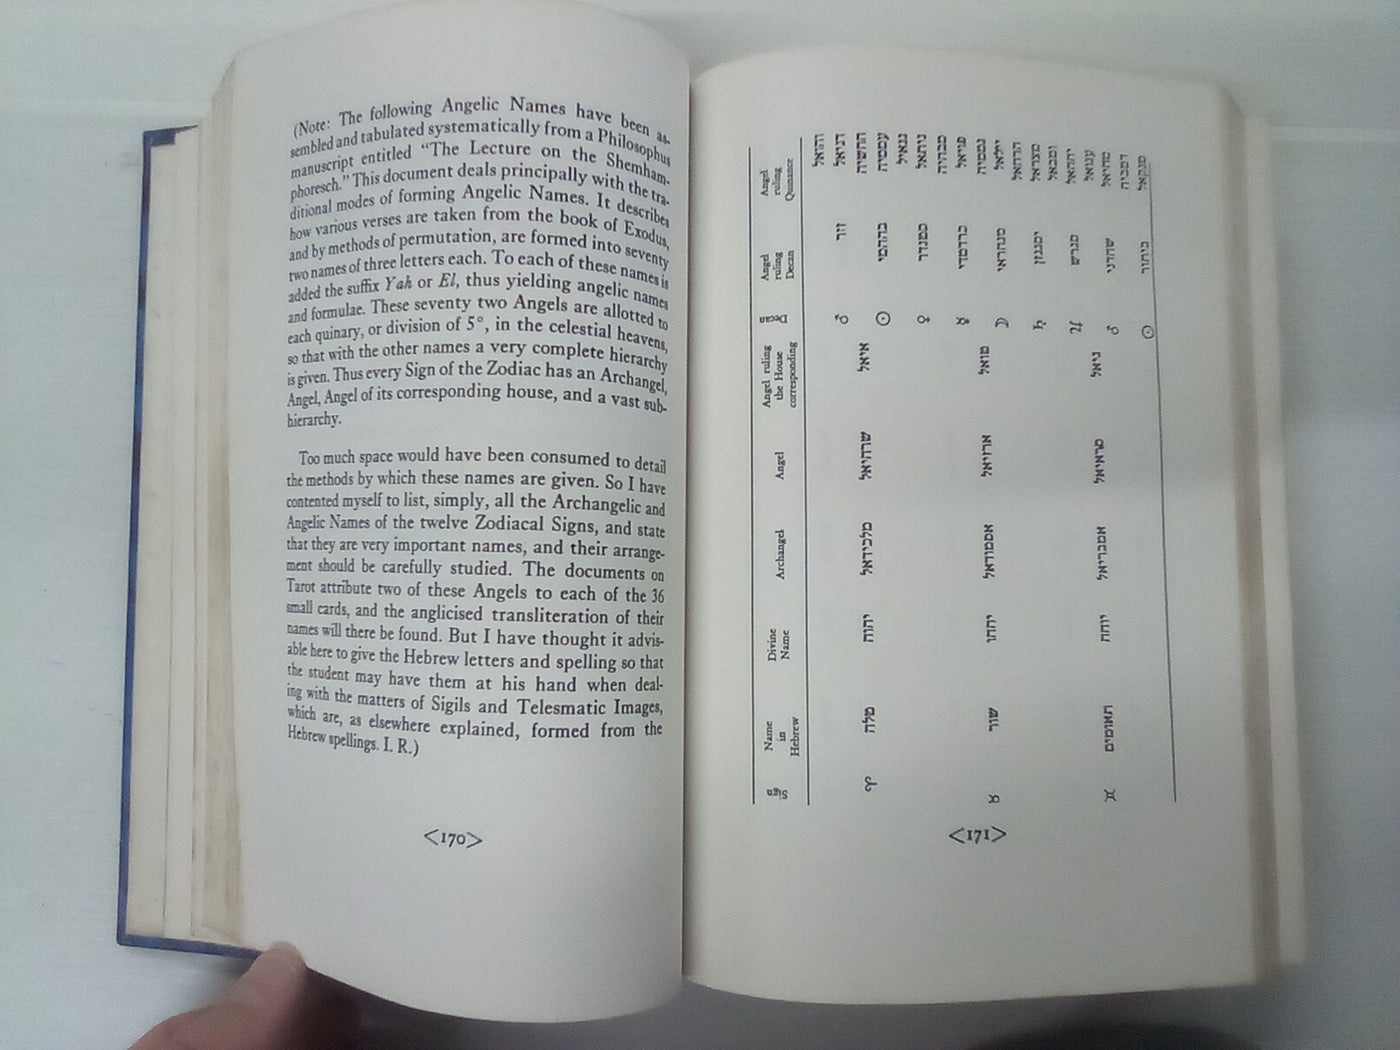 (Note: The following Angelic Names have been as-
sembled and tabulated systematically from a Philosophus
manuscript entitled "The Lecture on the Shemham-
phoresch." This document deals principally with the tra-
ditional modes of forming Angelic Names. It describes
how various verses are taken from the book of Exodus,
and by methods of permutation, are formed into seventy
two names of three letters each. To each of these names is
added the suffix Yah or El, thus yielding angelic names
and formulae. These seventy two Angels are allotted to
each quinary, or division of 5°, in the celestial heavens,
so that with the other names a very complete hierarchy
is given. Thus every Sign of the Zodiac has an Archangel,
Angel, Angel of its corresponding house, and a vast sub-
hierarchy.
Too much space would have been consumed to detail
the methods by which these names are given. So I have
contented myself to list, simply, all the Archangelic and
Angelic Names of the twelve Zodiacal Signs, and state
that they are very important names, and their arrange-
ment should be carefully studied. The documents on
Tarot attribute two of these Angels to each of the 36
small cards, and the anglicised transliteration of their
names will there be found. But I have thought it advis-
able here to give the Hebrew letters and spelling so that
the student may have them at his hand when deal-
ing with the matters of Sigils and Telesmatic Images,
which are, as elsewhere explained, formed from the
Hebrew spellings. I. R.)
<170>
Sign
Name
in
Hebrew
Divine
Name
Archangel
Angel
Angel ruling
the House
corresponding
Angel
ruling
Decan
Angel
ruling
Quinance
♈ טלה יהוה מלכידאל שרהיאל איאל
♂ זזר
☉ בההמי
♀ סטנדר
♉ שור יההו אסמודאל ארזיאל טואל
☿ כדמדי
☽ מנהראי
♄ יכסגנון
♊ תאומים יוהה אמבריאל סראיאל גיאל
♃ סגרש
♂ שהדני
☉ ביתון
<171>